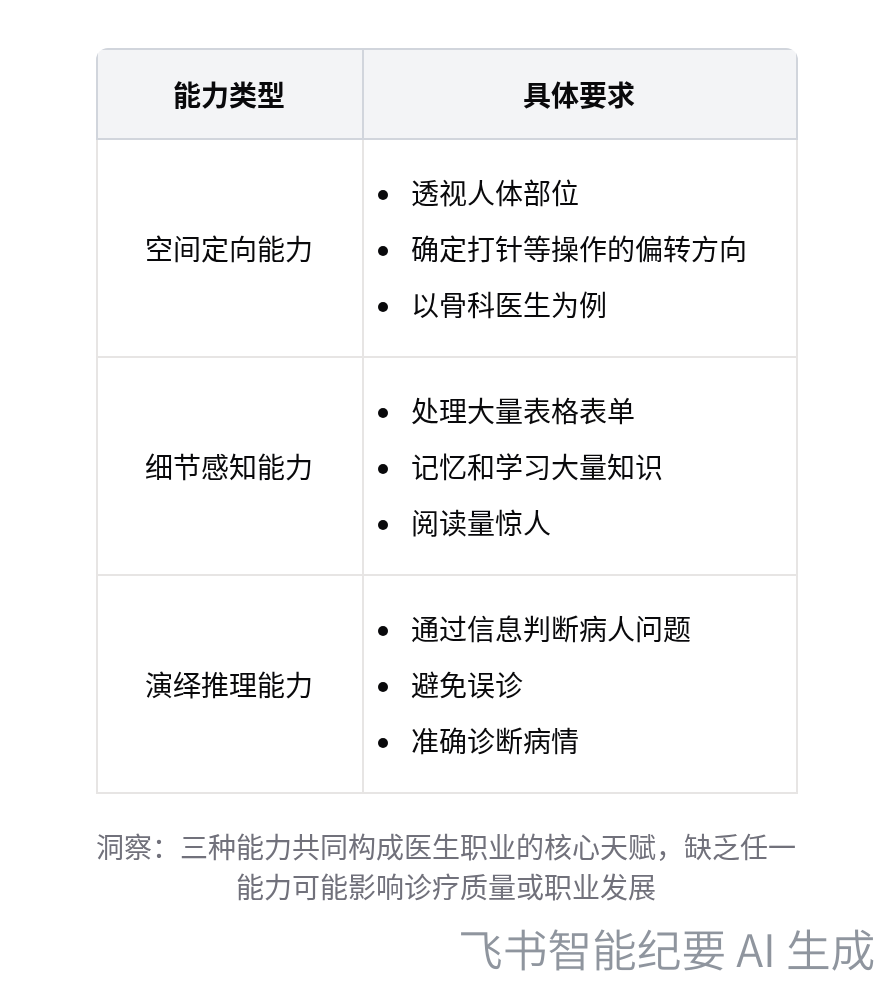 能力类型
具体要求
空间定向能力
透视人体部位
确定打针等操作的偏转方向
以骨科医生为例
细节感知能力
处理大量表格表单
记忆和学习大量知识
阅读量惊人
演绎推理能力
通过信息判断病人问题
避免误诊
准确诊断病情
洞察：三种能力共同构成医生职业的核心天赋，缺乏任一
能力可能影响诊疗质量或职业发展
飞书智能纪要 AI 生成